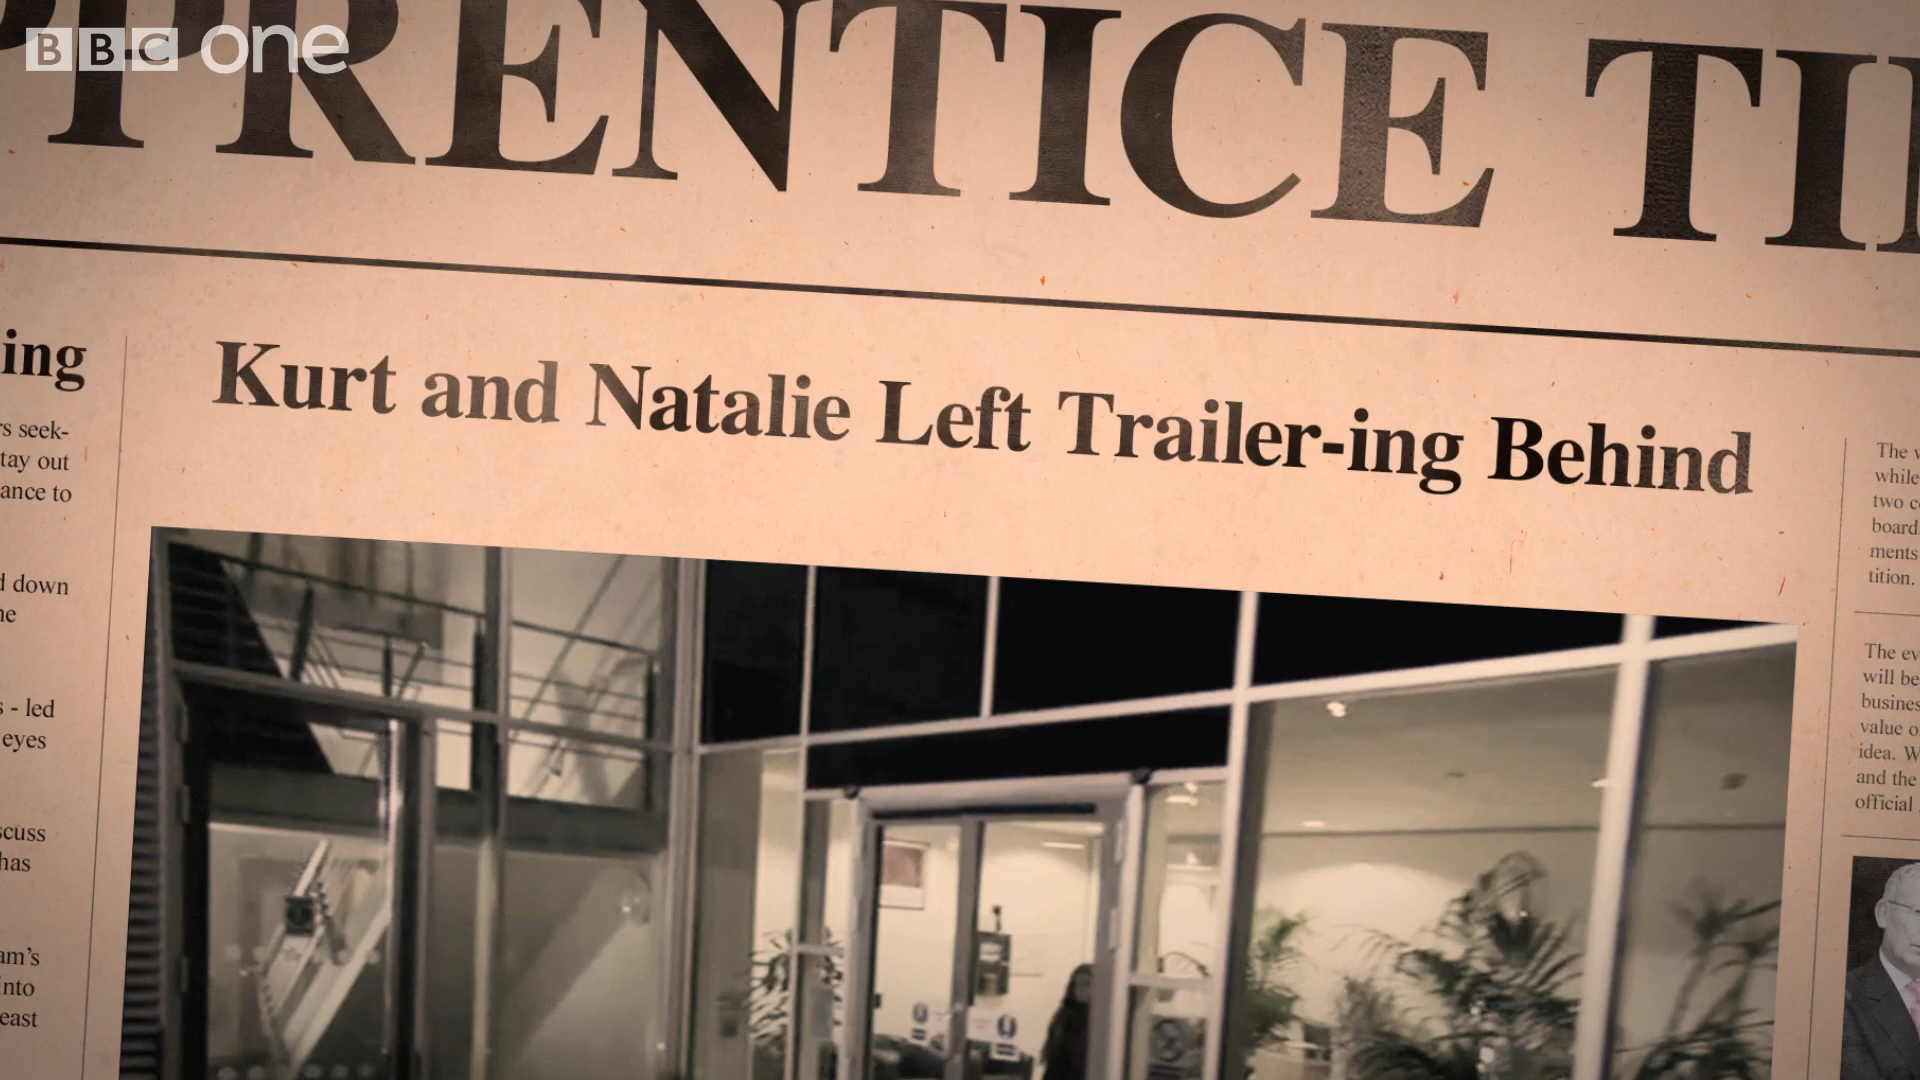 BBC one
PPRENTICE TI
ing
Kurt and Natalie Left Trailer-ing Behind
s seek-
tay out
ance to
down
s - led
eyes
scuss
has
am's
into
east
The
while
two
board
ments
tition.
The ev
will be
busines
value o
idea. W
and the
official